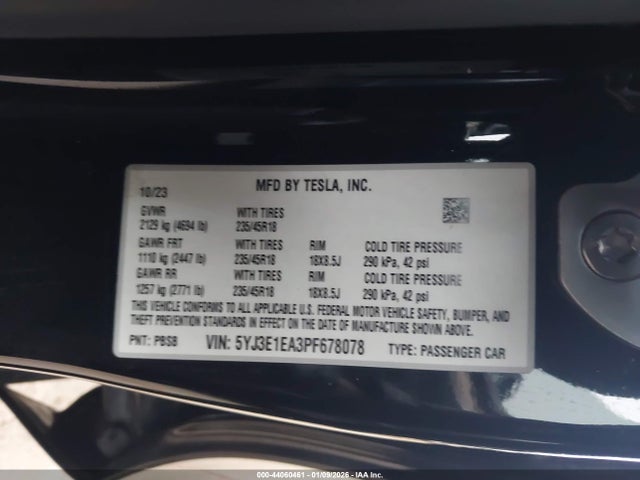 MFD BY TESLA, INC.
10/23
GVWR WITH TIRES
2129 kg (4694 lb) 235/45R18
GAWR FRT WITH TIRES RIM COLD TIRE PRESSURE
1110 kg (2447 lb) 235/45R18 18X8.5J 290 kPa, 42 psi
GAWR RR WITH TIRES RIM COLD TIRE PRESSURE
1257 kg (2771 lb) 235/45R18 18X8.5J 290 kPa, 42 psi
THIS VEHICLE CONFORMS TO ALL APPLICABLE U.S. FEDERAL MOTOR VEHICLE SAFETY, BUMPER, AND
THEFT PREVENTION STANDARDS IN EFFECT ON THE DATE OF MANUFACTURE SHOWN ABOVE.
PNT: PBSB VIN: 5YJ3E1EA3PF678078 TYPE: PASSENGER CAR
000-44060461 - 01/09/2026 - IAA Inc.